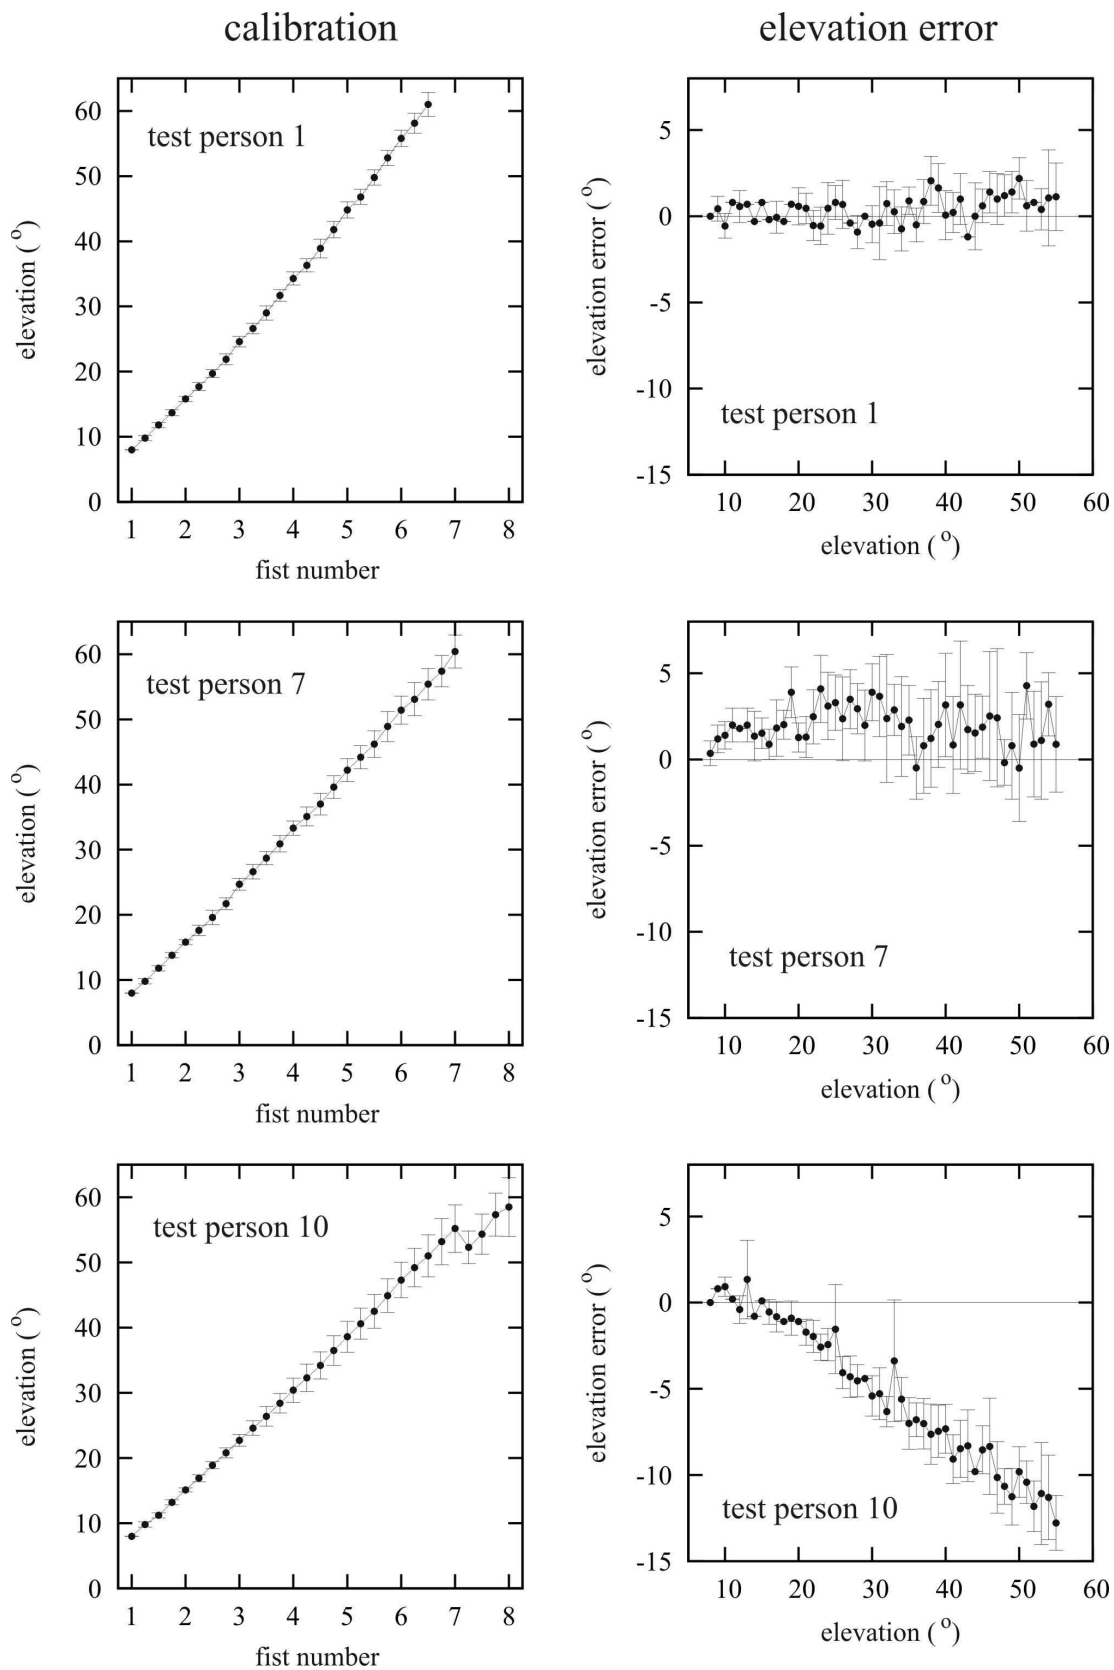 calibration
elevation error
60
50
40
30
20
10
0
elevation (°)
test person 1
1 2 3 4 5 6 7 8
fist number
5
0
-5
-10
-15
elevation error (°)
test person 1
10 20 30 40 50 60
elevation (°)
60
50
40
30
20
10
0
elevation (°)
test person 7
1 2 3 4 5 6 7 8
fist number
5
0
-5
-10
-15
elevation error (°)
test person 7
10 20 30 40 50 60
elevation (°)
60
50
40
30
20
10
0
elevation (°)
test person 10
1 2 3 4 5 6 7 8
fist number
5
0
-5
-10
-15
elevation error (°)
test person 10
10 20 30 40 50 60
elevation (°)